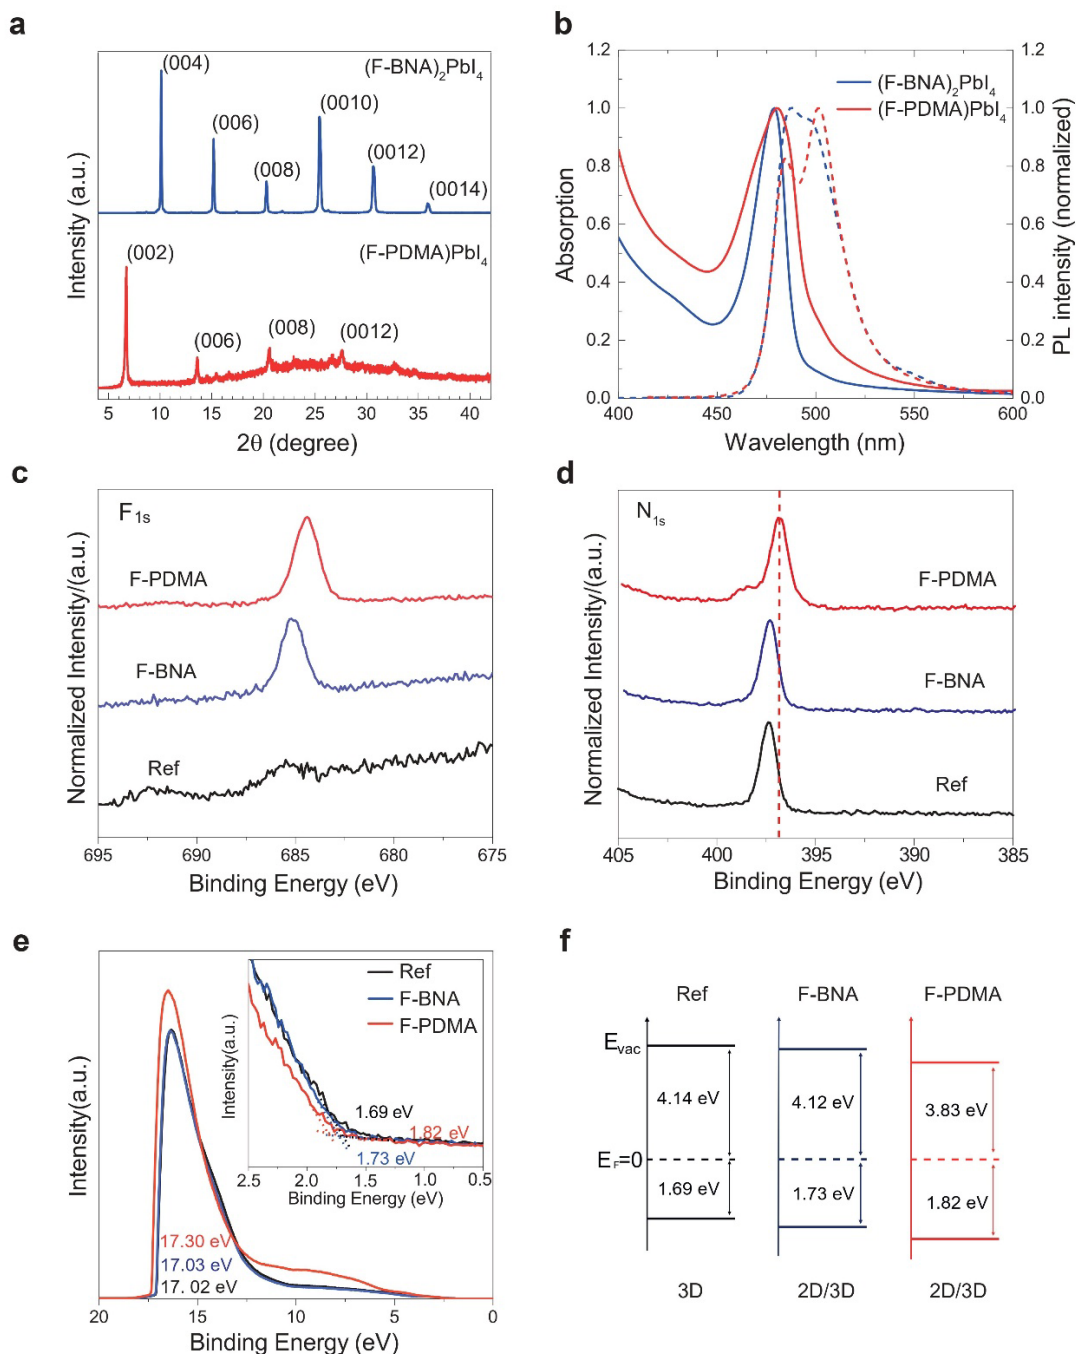 a
(004)
(F-BNA)₂PbI₄
(006)
(008)
(0010)
(0012)
(0014)
(002)
(F-PDMA)PbI₄
(006)
(008)
(0012)
Intensity (a.u.)
5 10 15 20 25 30 35 40
2θ (degree)
b
1.2 1.0 0.8 0.6 0.4 0.2 0.0
Absorption
(F-BNA)₂PbI₄
(F-PDMA)PbI₄
1.2 1.0 0.8 0.6 0.4 0.2 0.0
PL intensity (normalized)
400 450 500 550 600
Wavelength (nm)
c
F₁s
F-PDMA
F-BNA
Ref
Normalized Intensity/(a.u.)
695 690 685 680 675
Binding Energy (eV)
d
N₁s
F-PDMA
F-BNA
Ref
Normalized Intensity/(a.u.)
405 400 395 390 385
Binding Energy (eV)
e
Intensity(a.u.)
Ref
F-BNA
F-PDMA
Intensity(a.u.)
1.69 eV
1.82 eV
1.73 eV
2.5 2.0 1.5 1.0 0.5
Binding Energy (eV)
17.30 eV
17.03 eV
17. 02 eV
20 15 10 5 0
Binding Energy (eV)
f
Ref F-BNA F-PDMA
Evac
4.14 eV 4.12 eV 3.83 eV
EF=0
1.69 eV 1.73 eV 1.82 eV
3D 2D/3D 2D/3D